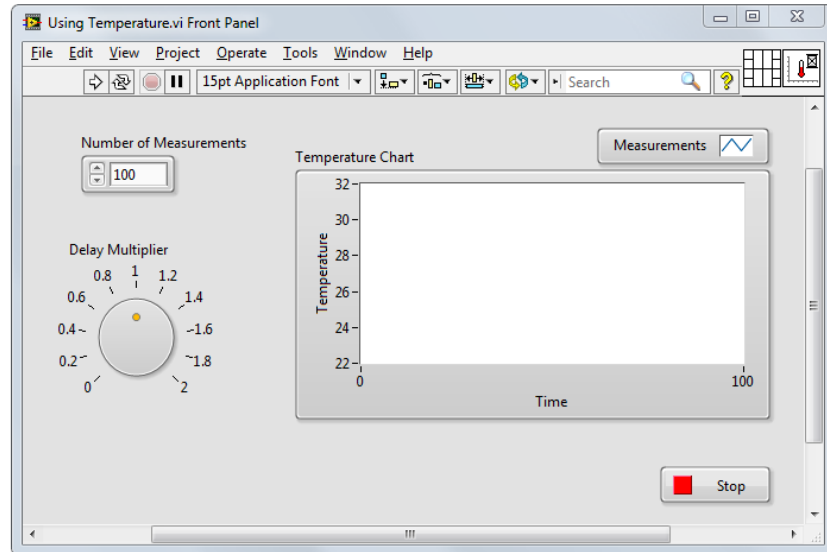 Using Temperature.vi Front Panel
File Edit View Project Operate Tools Window Help
15pt Application Font Search
Number of Measurements
100
Temperature Chart
Measurements
Delay Multiplier
0
0.2
0.4
0.6
0.8
1
1.2
1.4
1.6
1.8
2
Temperature
32
30
28
26
24
22
0 100
Time
Stop